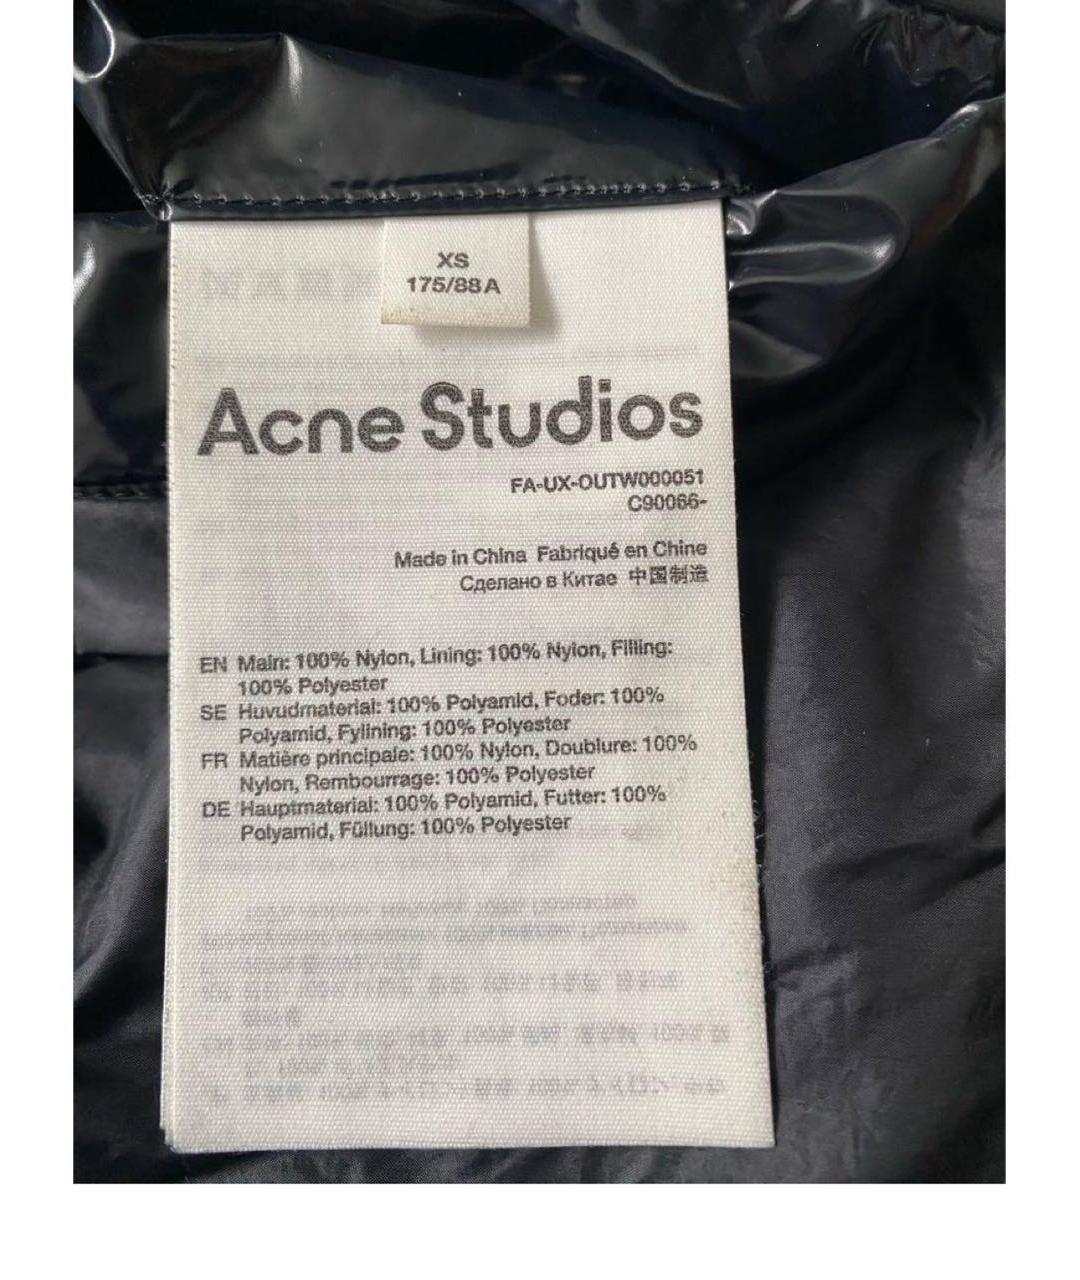 XS
175/88A
Acne Studios
FA-UX-OUTW000051
C90066-
Made in China Fabriqué en Chine
Сделано в Китае 中国制造
EN Main: 100% Nylon, Lining: 100% Nylon, Filling:
100% Polyester
SE Huvudmaterial: 100% Polyamid, Foder: 100%
Polyamid, Fylining: 100% Polyester
FR Matière principale: 100% Nylon, Doublure: 100%
Nylon, Rembourrage: 100% Polyester
DE Hauptmaterial: 100% Polyamid, Futter: 100%
Polyamid, Füllung: 100% Polyester